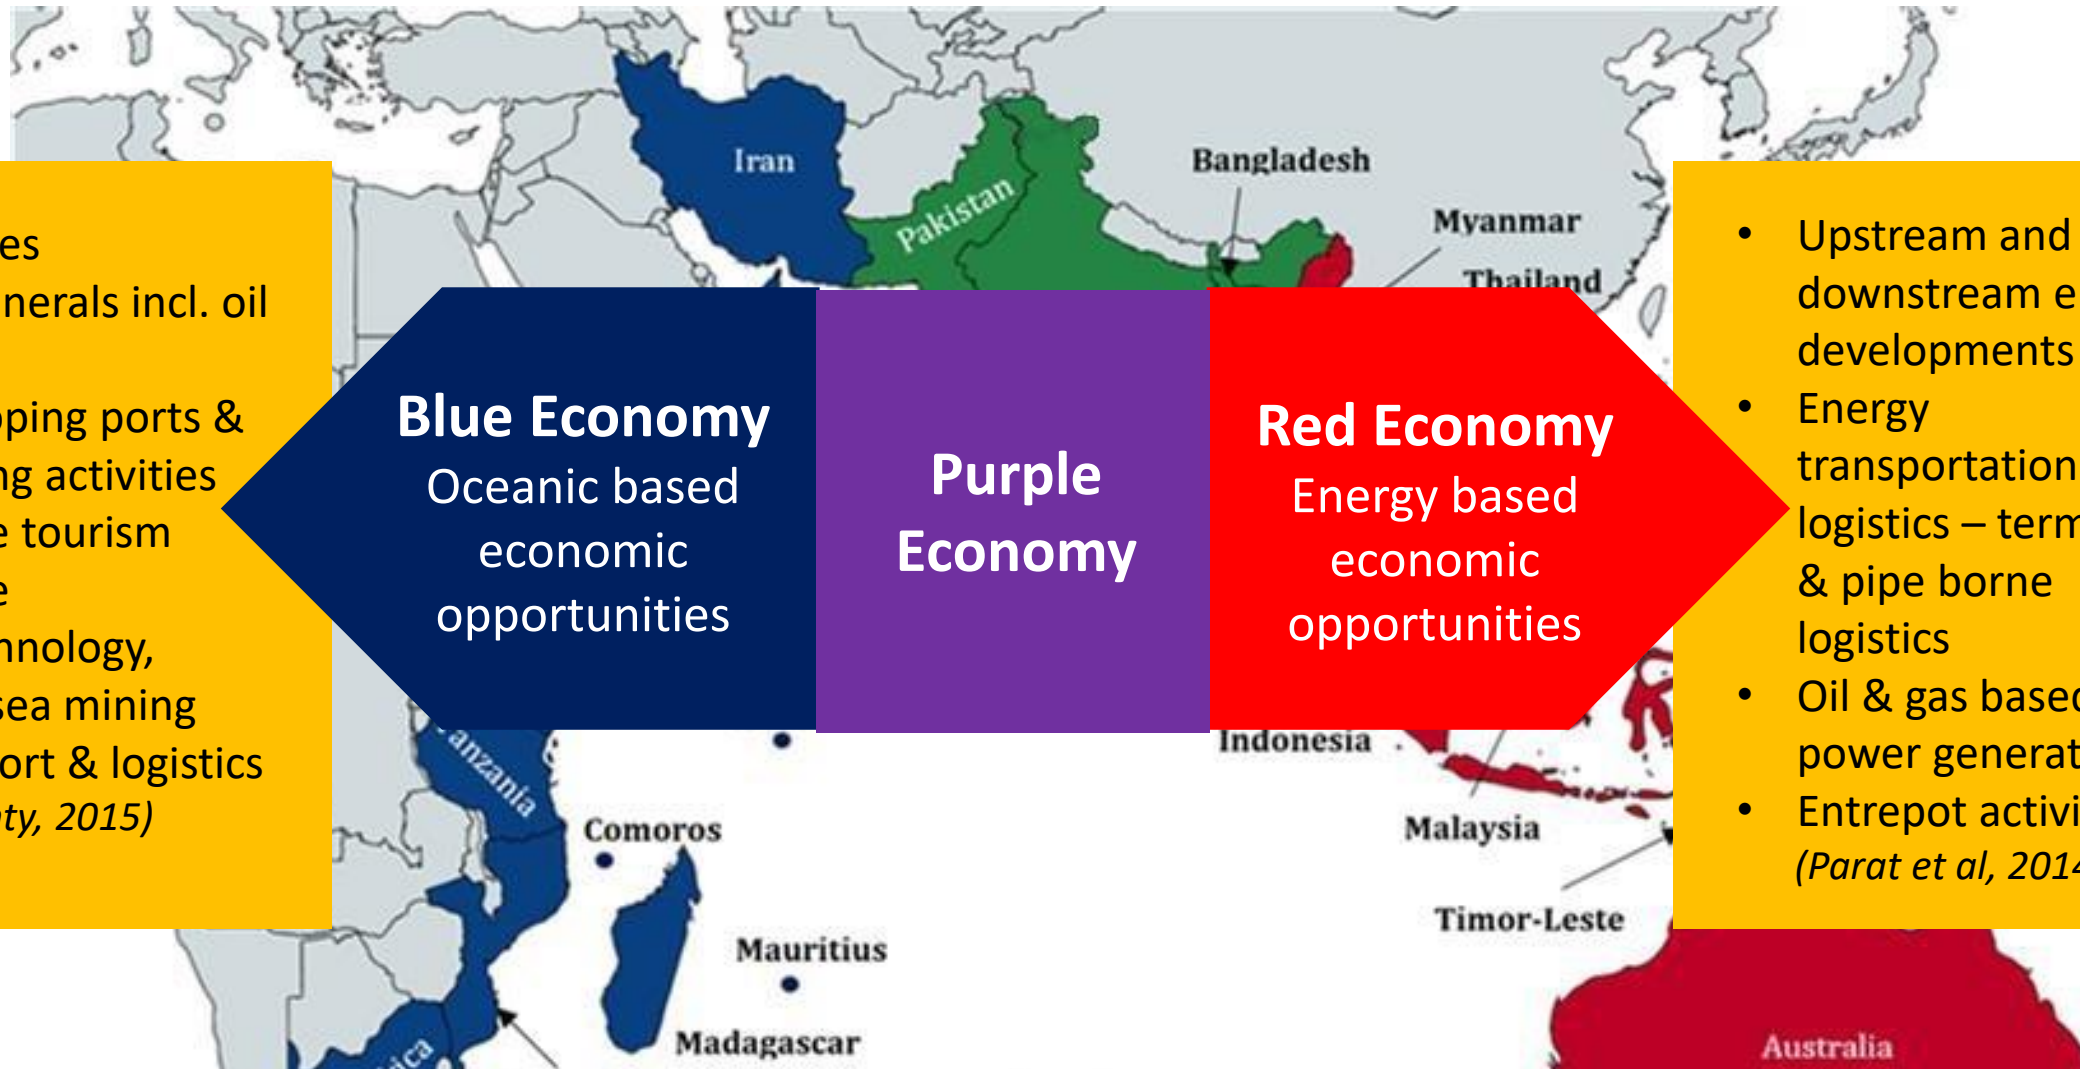 Iran
Pakistan
Bangladesh
Myanmar
Thailand
es
nerals incl. oil
ping ports &
ng activities
e tourism
e
hnology,
sea mining
ort & logistics
ty, 2015)
Blue Economy
Oceanic based
economic
opportunities
Purple
Economy
Red Economy
Energy based
economic
opportunities
• Upstream and
downstream e
developments
• Energy
transportation
logistics – term
& pipe borne
logistics
• Oil & gas based
power generat
• Entrepot activi
(Parat et al, 2014
Indonesia
Tanzania
Comoros
Malaysia
Timor-Leste
Mauritius
Madagascar
ica
Australia